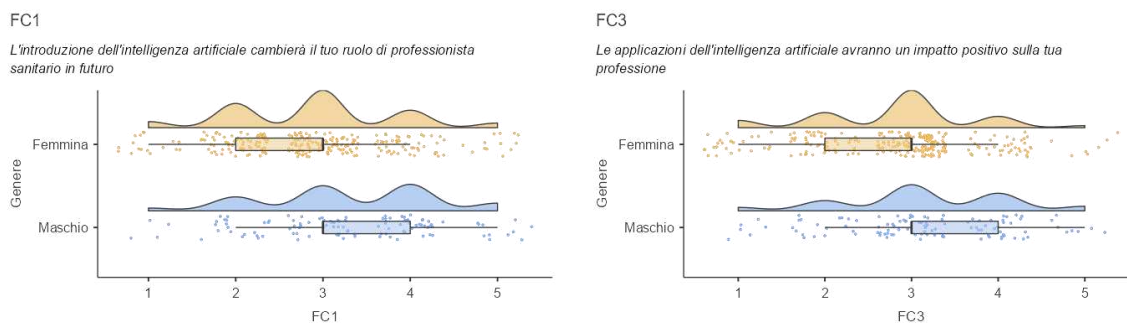 FC1
L'introduzione dell'intelligenza artificiale cambierà il tuo ruolo di professionista
sanitario in futuro
Genere
Femmina
Maschio
1 2 3 4 5
FC1
FC3
Le applicazioni dell'intelligenza artificiale avranno un impatto positivo sulla tua
professione
Genere
Femmina
Maschio
1 2 3 4 5
FC3